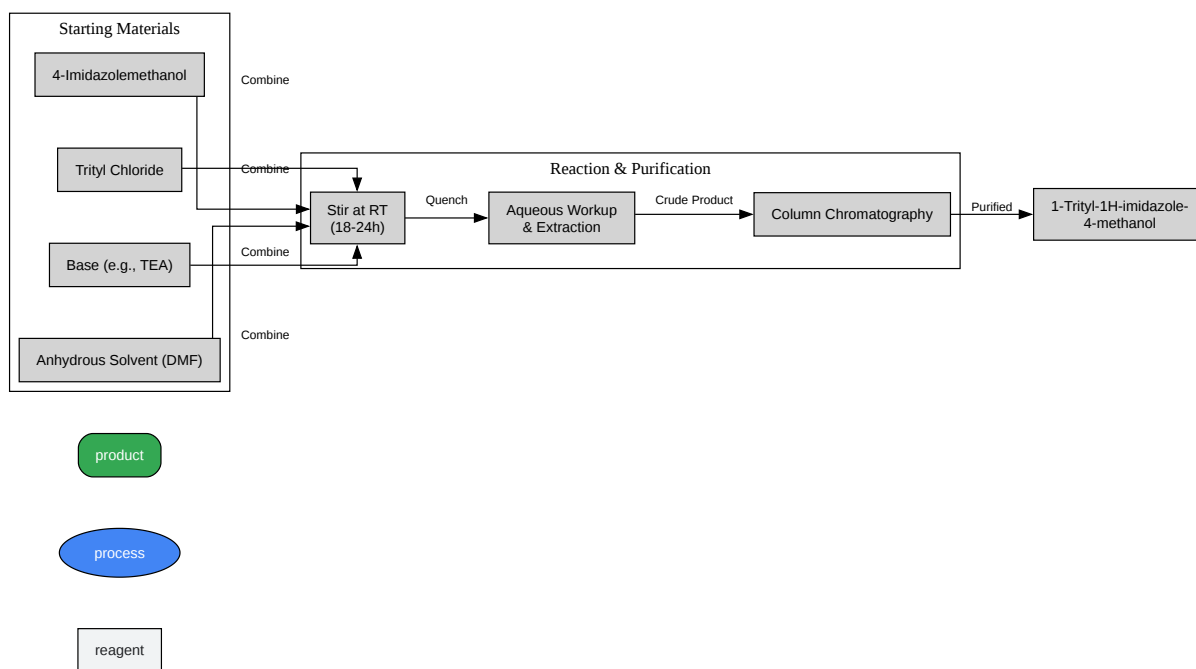 Starting Materials
4-Imidazolemethanol
Combine
Trityl Chloride
Combine
Base (e.g., TEA)
Combine
Anhydrous Solvent (DMF)
Combine
Reaction & Purification
Stir at RT
(18-24h)
Quench
Aqueous Workup
& Extraction
Crude Product
Column Chromatography
Purified
1-Trityl-1H-imidazole-
4-methanol
product
process
reagent